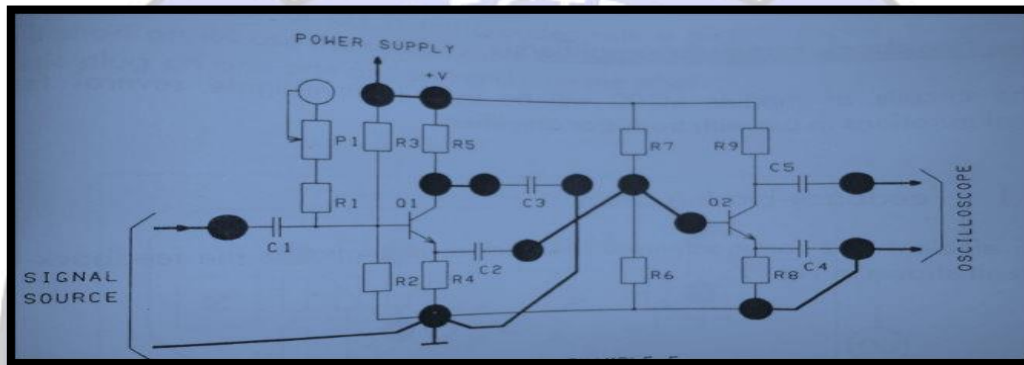 POWER SUPPLY
+V
P1
R3
R5
R7
R9
C5
R1
Q1
C3
Q2
C1
C2
C4
R2
R4
R6
R8
SIGNAL
SOURCE
OSCILLOSCOPE